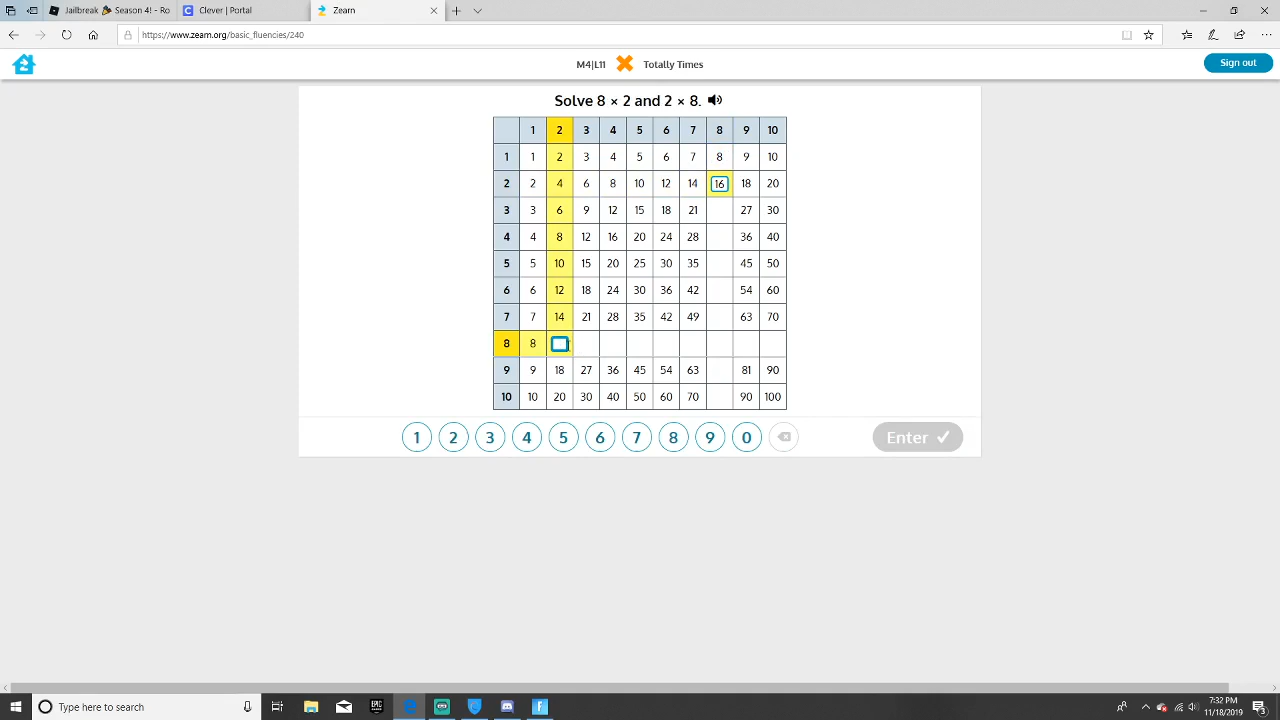 Jailbreak 🎉 Season 4! - Ro
Clever | Portal
Zearn
https://www.zearn.org/basic_fluencies/240
M4|L11 Totally Times
Sign out
Solve 8 × 2 and 2 × 8.
1 2 3 4 5 6 7 8 9 10
1 1 2 3 4 5 6 7 8 9 10
2 2 4 6 8 10 12 14 16 18 20
3 3 6 9 12 15 18 21 27 30
4 4 8 12 16 20 24 28 36 40
5 5 10 15 20 25 30 35 45 50
6 6 12 18 24 30 36 42 54 60
7 7 14 21 28 35 42 49 63 70
8 8
9 9 18 27 36 45 54 63 81 90
10 10 20 30 40 50 60 70 90 100
1 2 3 4 5 6 7 8 9 0
Enter ✓
Type here to search
7:32 PM
11/18/2019